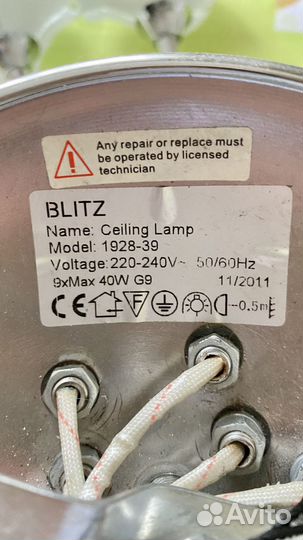 Any repair or replace must
be operated by licensed
technician
BLITZ
Name: Ceiling Lamp
Model: 1928-39
Voltage: 220-240V~ 50/60Hz
9xMax 40W G9 11/2011
CE F -0.5m
Avito